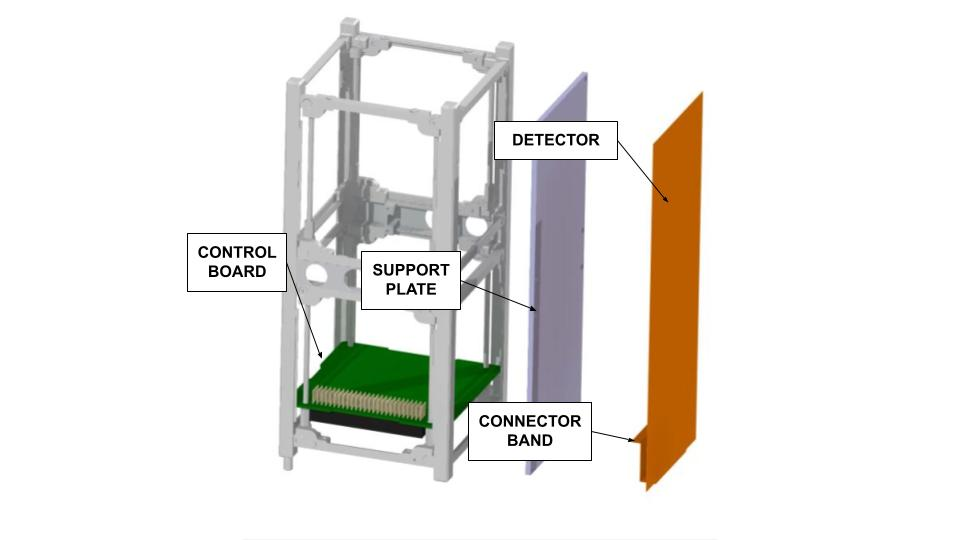 DETECTOR
CONTROL
BOARD
SUPPORT
PLATE
CONNECTOR
BAND